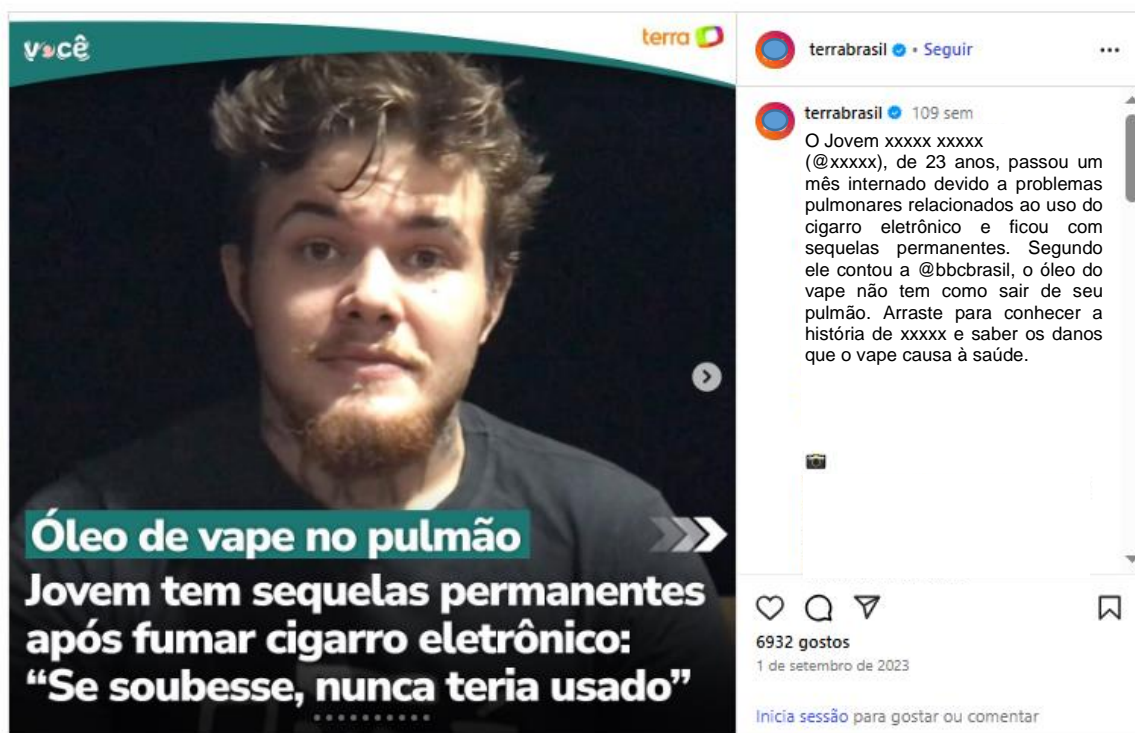 você
terra
Óleo de vape no pulmão
Jovem tem sequelas permanentes
após fumar cigarro eletrônico:
“Se soubesse, nunca teria usado”
terrabrasil • Seguir
terrabrasil 109 sem
O Jovem xxxxx xxxxx
(@xxxxx), de 23 anos, passou um
mês internado devido a problemas
pulmonares relacionados ao uso do
cigarro eletrônico e ficou com
sequelas permanentes. Segundo
ele contou a @bbcbrasil, o óleo do
vape não tem como sair de seu
pulmão. Arraste para conhecer a
história de xxxxx e saber os danos
que o vape causa à saúde.
6932 gostos
1 de setembro de 2023
Inicia sessão para gostar ou comentar